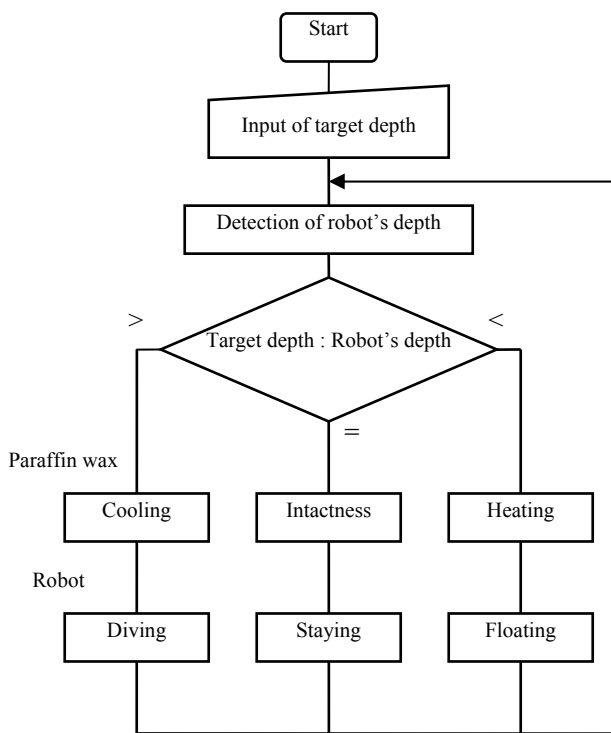 Start
Input of target depth
Detection of robot’s depth
> <
Target depth : Robot’s depth
=
Paraffin wax
Cooling Intactness Heating
Robot
Diving Staying Floating